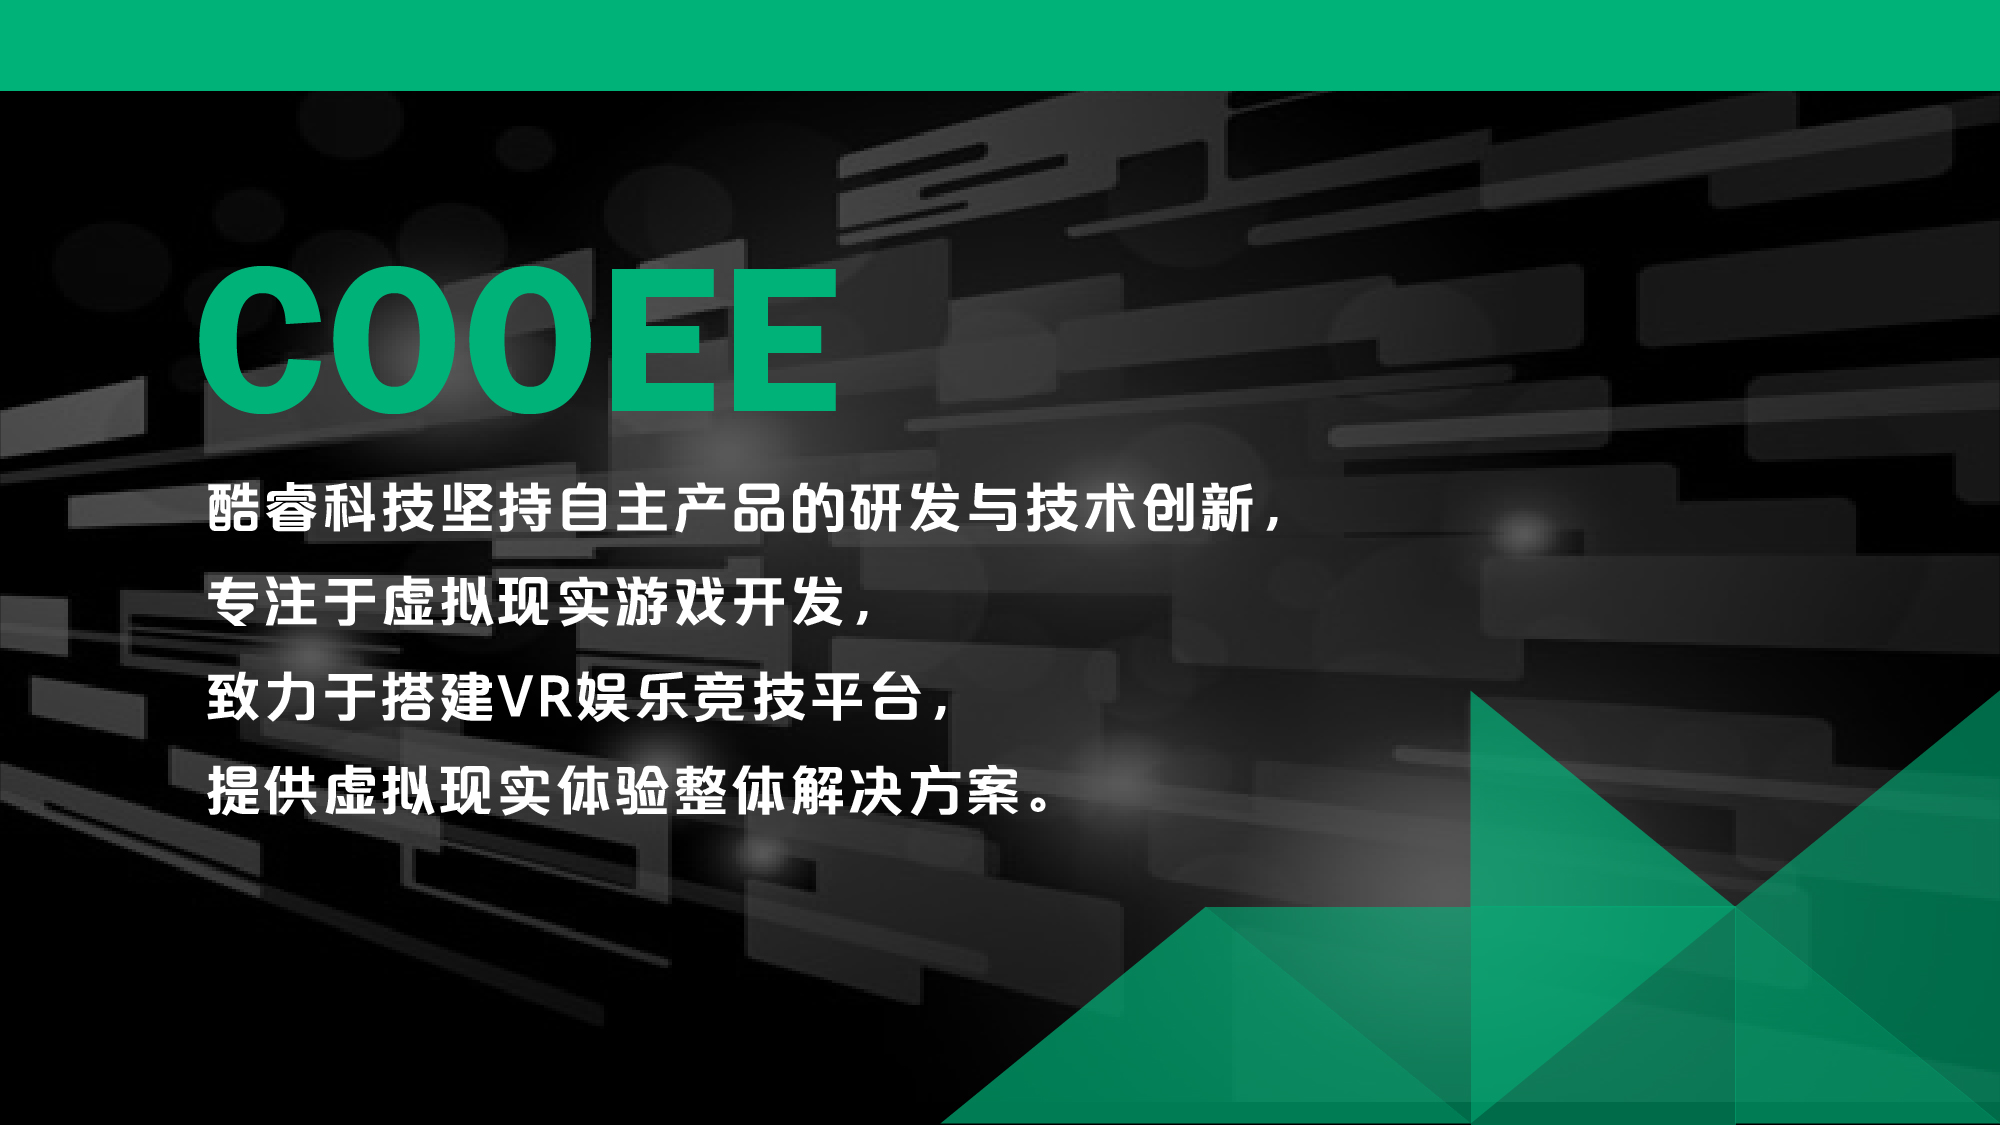 COOEE
酷睿科技坚持自主产品的研发与技术创新，
专注于虚拟现实游戏开发，
致力于搭建VR娱乐竞技平台，
提供虚拟现实体验整体解决方案。